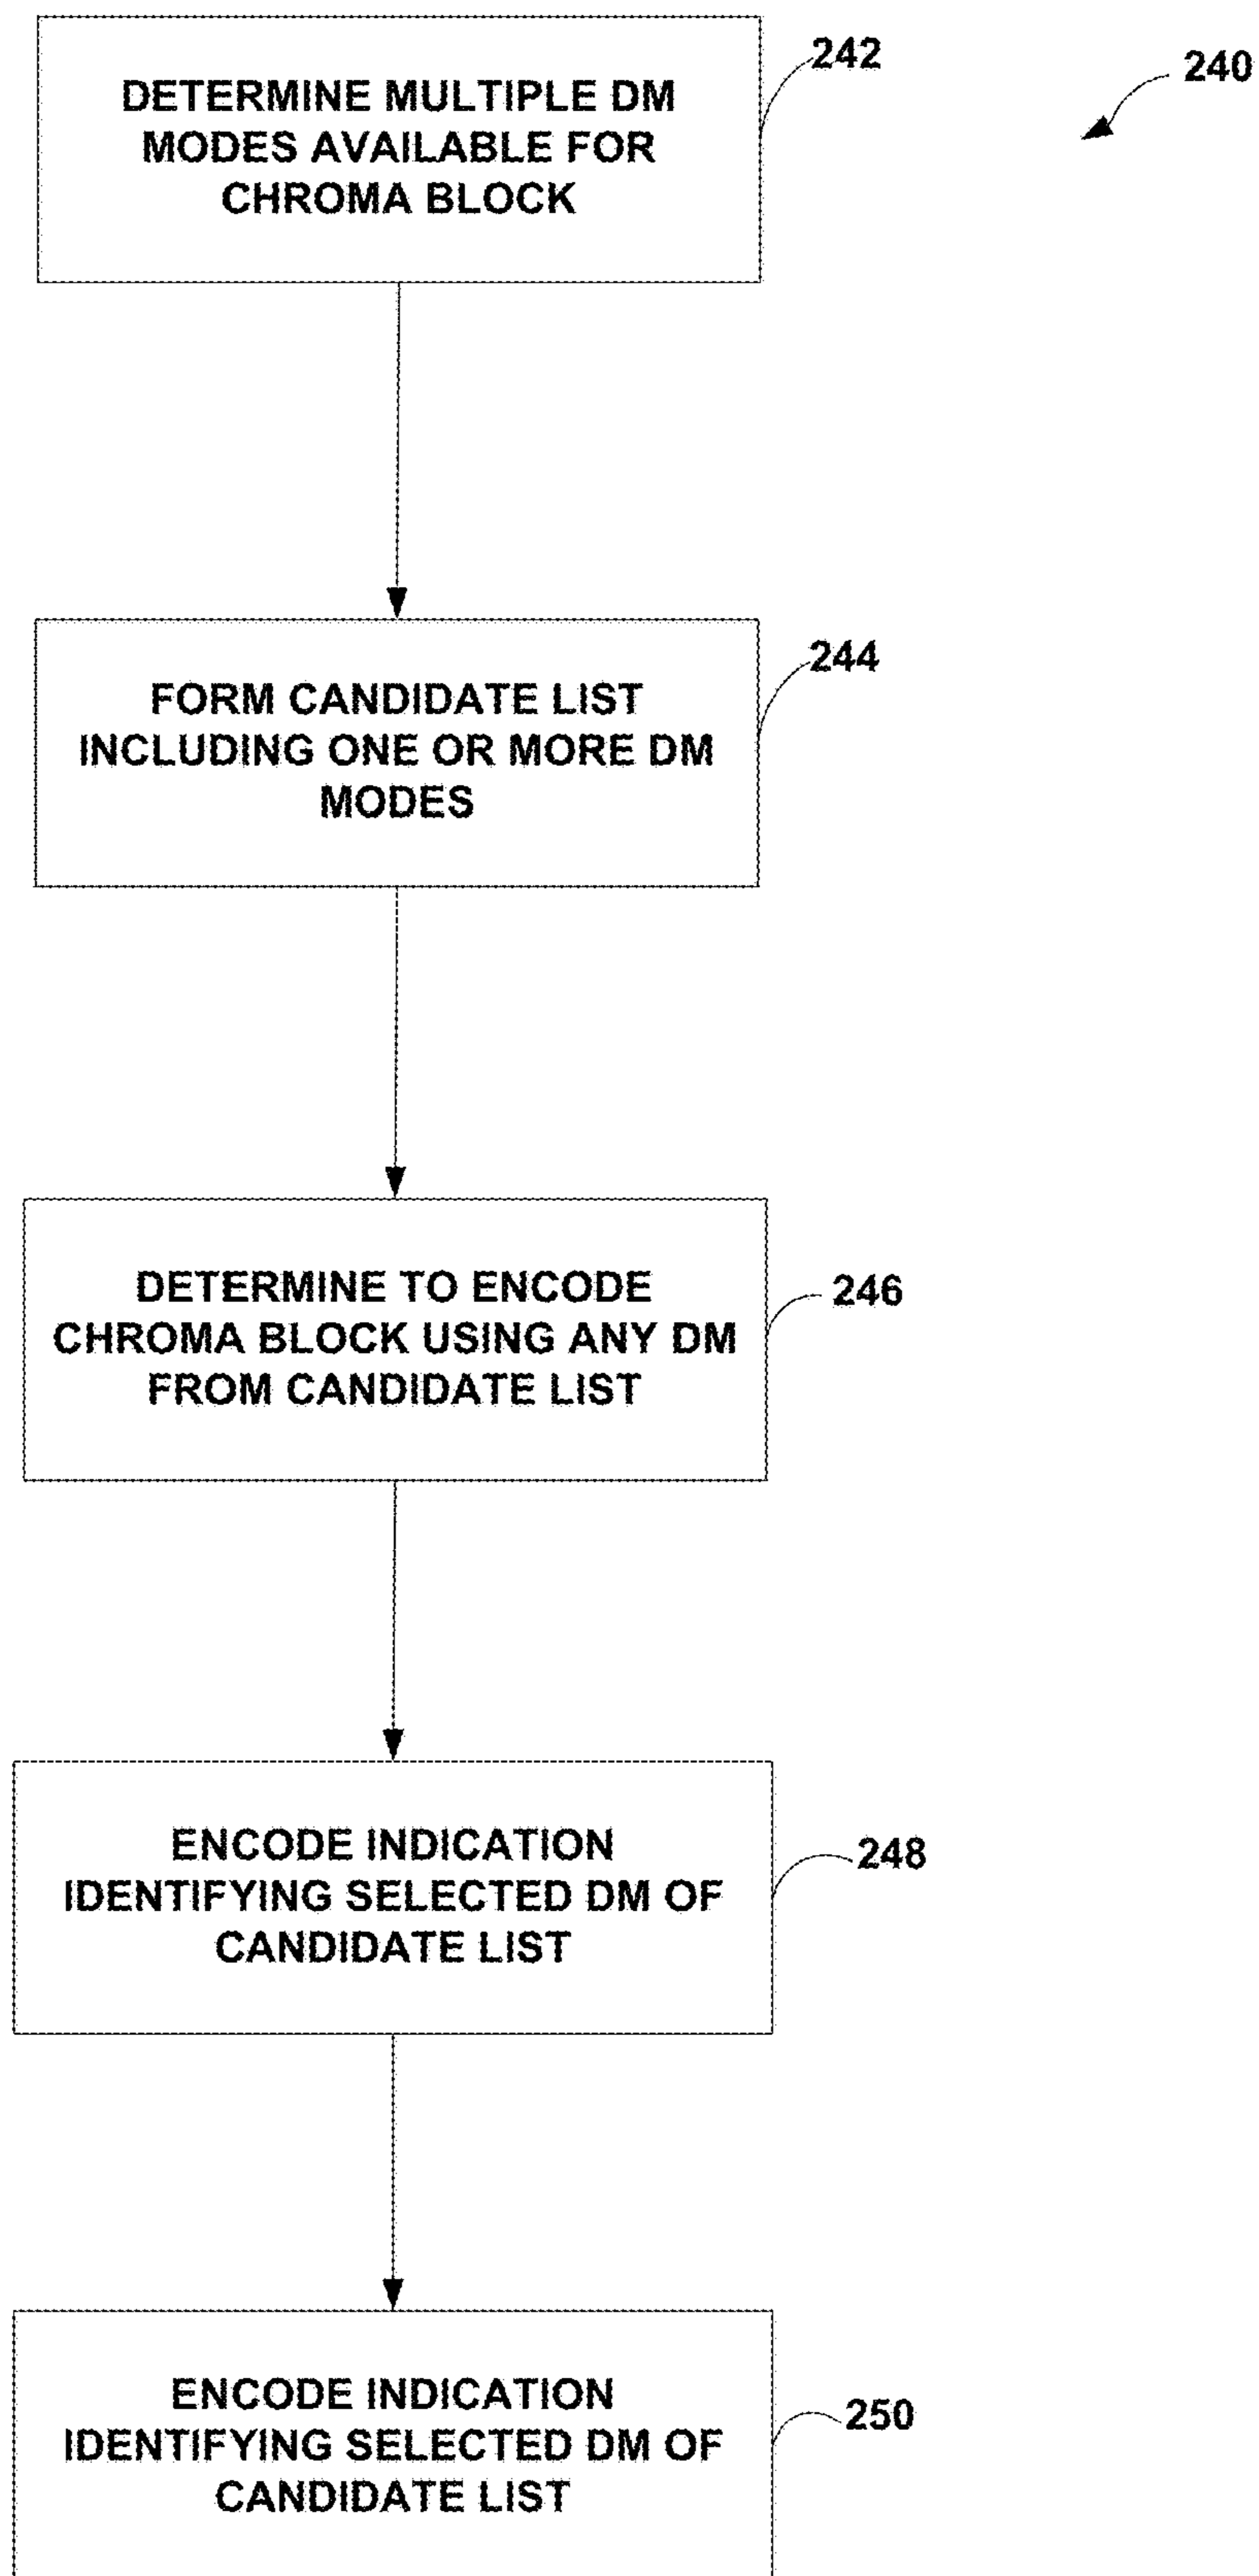 DETERMINE MULTIPLE DM
MODES AVAILABLE FOR
CHROMA BLOCK
242
240
FORM CANDIDATE LIST
INCLUDING ONE OR MORE DM
MODES
244
DETERMINE TO ENCODE
CHROMA BLOCK USING ANY DM
FROM CANDIDATE LIST
246
ENCODE INDICATION
IDENTIFYING SELECTED DM OF
CANDIDATE LIST
248
ENCODE INDICATION
IDENTIFYING SELECTED DM OF
CANDIDATE LIST
250